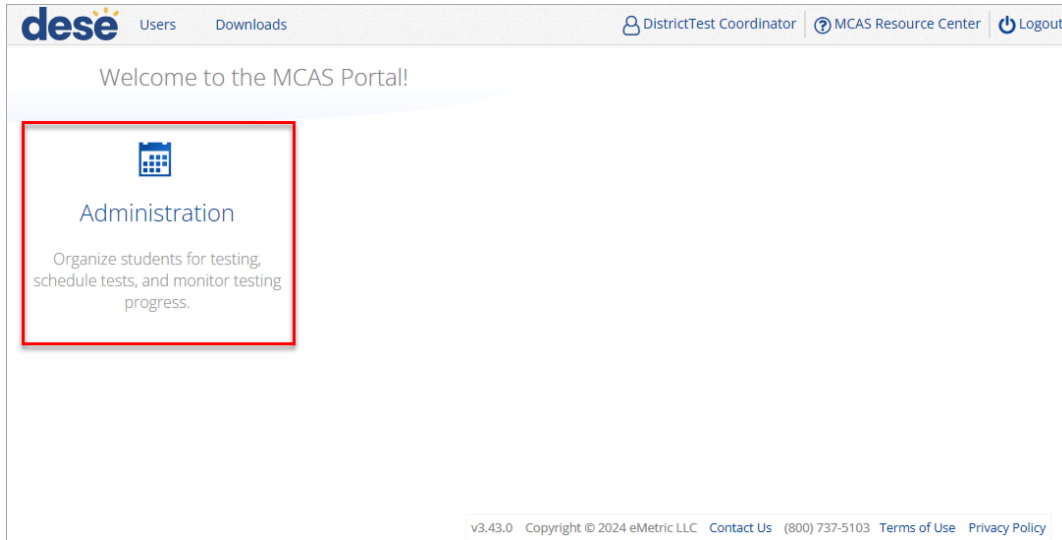 dese Users Downloads DistrictTest Coordinator MCAS Resource Center Logout
Welcome to the MCAS Portal!
Administration
Organize students for testing,
schedule tests, and monitor testing
progress.
v3.43.0 Copyright © 2024 eMetric LLC Contact Us (800) 737-5103 Terms of Use Privacy Policy